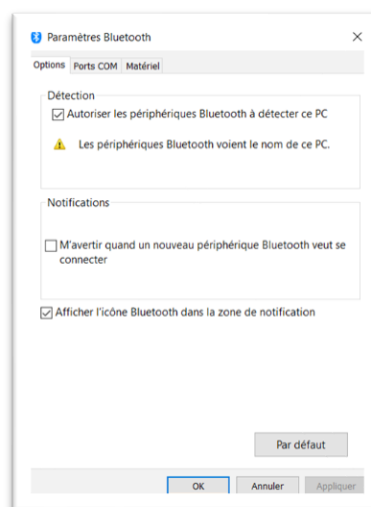 Paramètres Bluetooth
Options Ports COM Matériel
Détection
Autoriser les périphériques Bluetooth à détecter ce PC
Les périphériques Bluetooth voient le nom de ce PC.
Notifications
M'avertir quand un nouveau périphérique Bluetooth veut se
connecter
Afficher l'icône Bluetooth dans la zone de notification
Par défaut
OK Annuler Appliquer